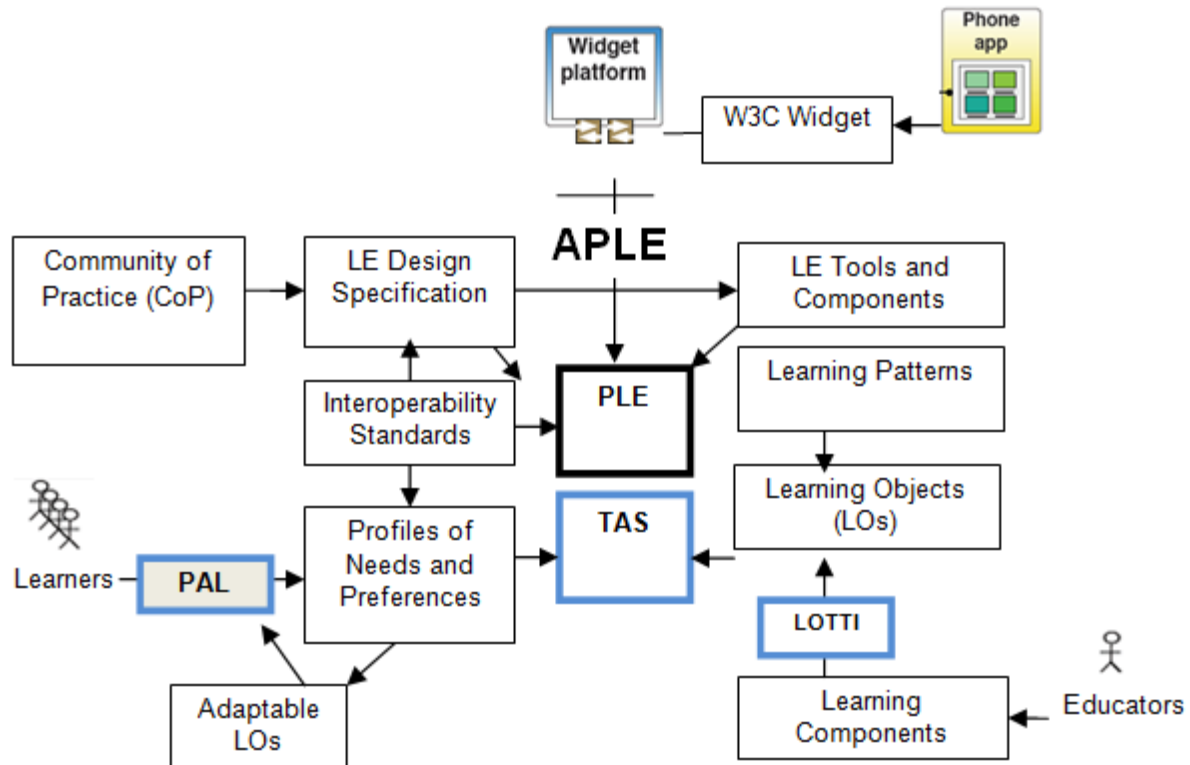 Phone
app
Widget
platform
W3C Widget
APLE
Community of
Practice (CoP)
LE Design
Specification
LE Tools and
Components
Interoperability
Standards
PLE
Learning Patterns
Learning Objects
(LOs)
Profiles of
Needs and
Preferences
TAS
Learners
PAL
LOTTI
Adaptable
LOs
Learning
Components
Educators